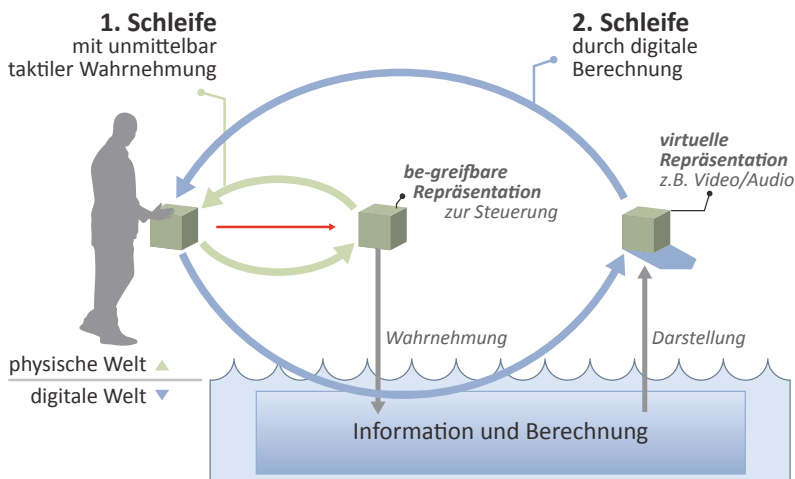 1. Schleife
mit unmittelbar
taktiler Wahrnehmung
2. Schleife
durch digitale
Berechnung
be-greifbare
Repräsentation
zur Steuerung
virtuelle
Repräsentation
z.B. Video/Audio
Wahrnehmung
Darstellung
physische Welt
digitale Welt
Information und Berechnung